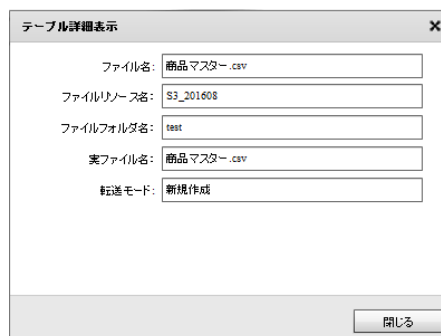 テーブル詳細表示
ファイル名: 商品マスター.csv
ファイルリソース名: S3_201608
ファイルフォルダ名: test
実ファイル名: 商品マスター.csv
転送モード: 新規作成
閉じる